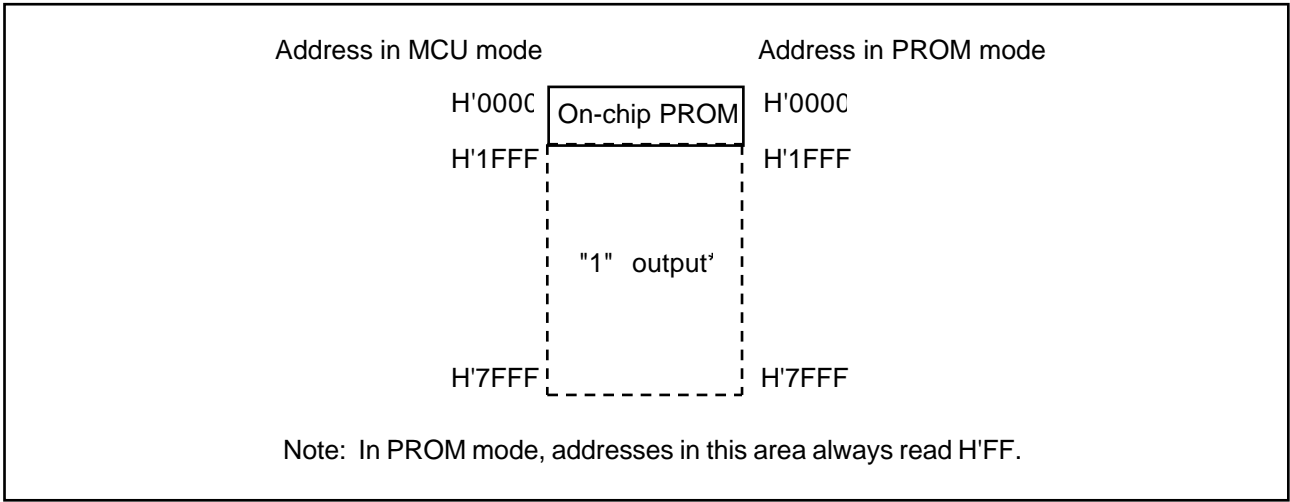 Address in MCU mode Address in PROM mode
H'0000 On-chip PROM H'0000
H'1FFF H'1FFF
"1" output*
H'7FFF H'7FFF
Note: In PROM mode, addresses in this area always read H'FF.